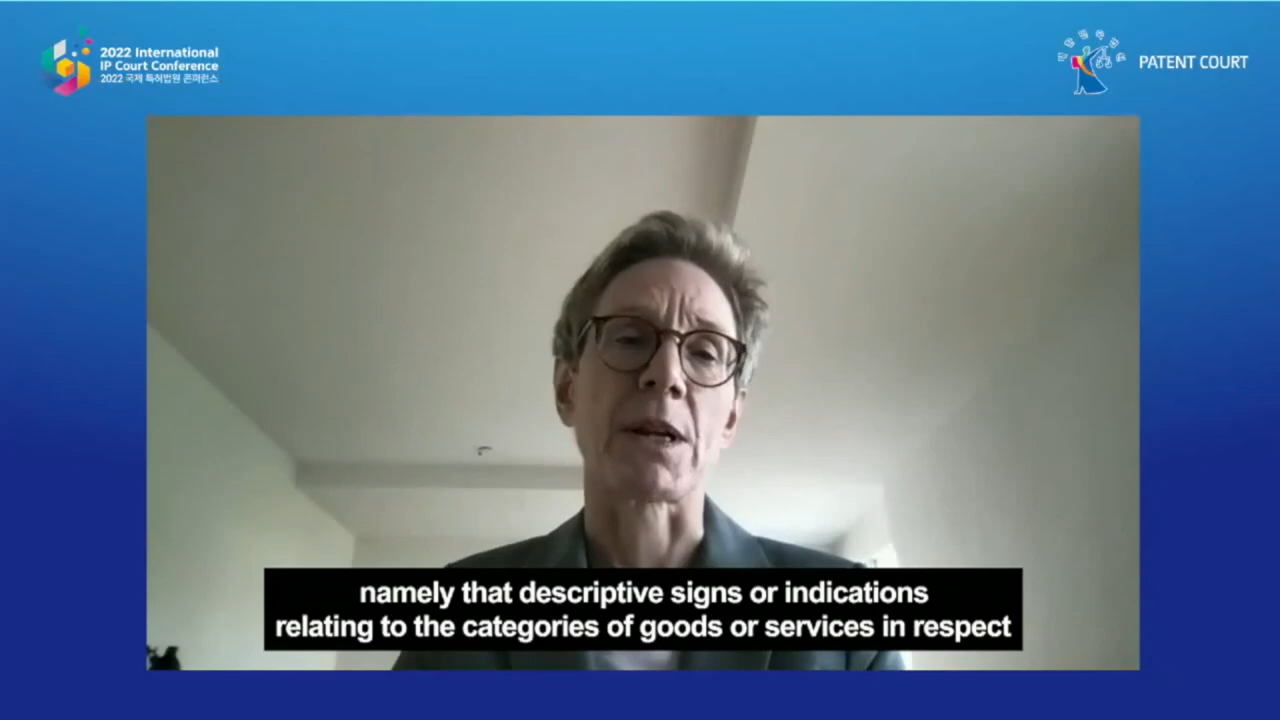 2022 International
IP Court Conference
2022 국제 특허법원 콘퍼런스
PATENT COURT
namely that descriptive signs or indications
relating to the categories of goods or services in respect